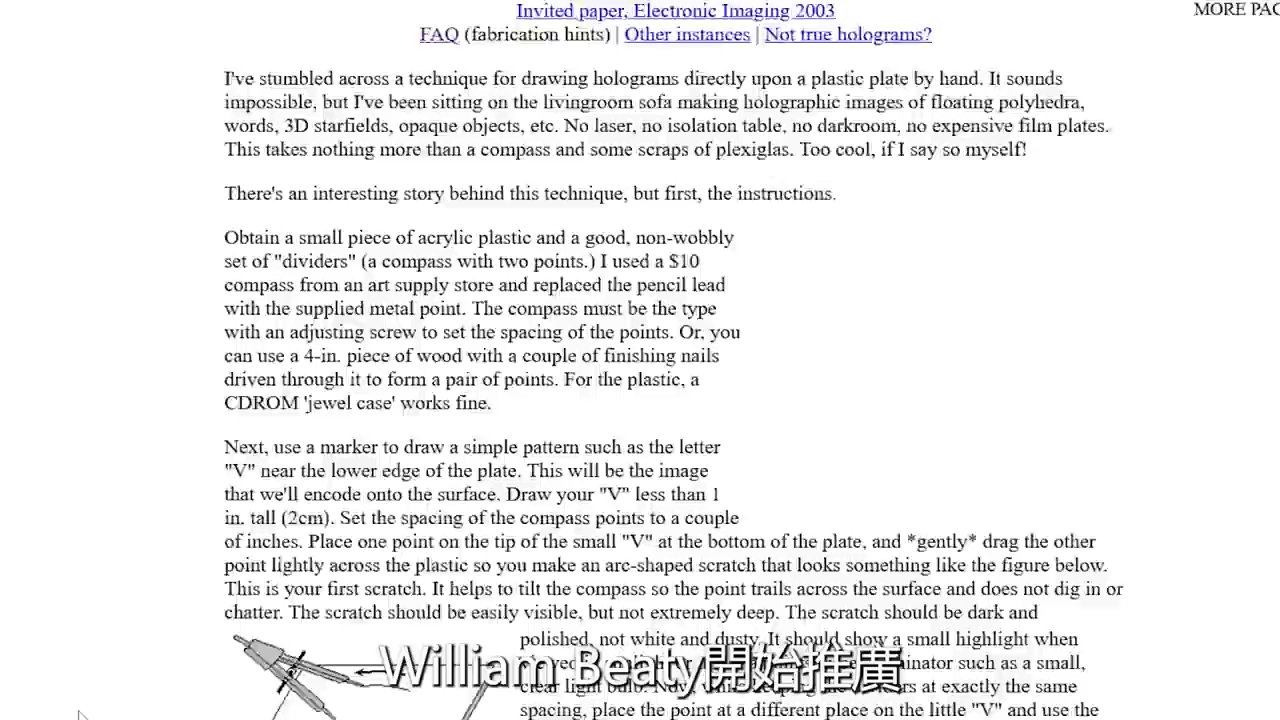 Invited paper, Electronic Imaging 2003
MORE PAG
FAQ (fabrication hints) | Other instances | Not true holograms?
I've stumbled across a technique for drawing holograms directly upon a plastic plate by hand. It sounds
impossible, but I've been sitting on the livingroom sofa making holographic images of floating polyhedra,
words, 3D starfields, opaque objects, etc. No laser, no isolation table, no darkroom, no expensive film plates.
This takes nothing more than a compass and some scraps of plexiglas. Too cool, if I say so myself!
There's an interesting story behind this technique, but first, the instructions.
Obtain a small piece of acrylic plastic and a good, non-wobbly
set of "dividers" (a compass with two points.) I used a $10
compass from an art supply store and replaced the pencil lead
with the supplied metal point. The compass must be the type
with an adjusting screw to set the spacing of the points. Or, you
can use a 4-in. piece of wood with a couple of finishing nails
driven through it to form a pair of points. For the plastic, a
CDROM 'jewel case' works fine.
Next, use a marker to draw a simple pattern such as the letter
"V" near the lower edge of the plate. This will be the image
that we'll encode onto the surface. Draw your "V" less than 1
in. tall (2cm). Set the spacing of the compass points to a couple
of inches. Place one point on the tip of the small "V" at the bottom of the plate, and *gently* drag the other
point lightly across the plastic so you make an arc-shaped scratch that looks something like the figure below.
This is your first scratch. It helps to tilt the compass so the point trails across the surface and does not dig in or
chatter. The scratch should be easily visible, but not extremely deep. The scratch should be dark and
polished, not white and dusty. It should show a small highlight when
such as a small,
clear light bulb. at exactly the same
spacing, place the point at a different place on the little "V" and use the
William Beaty開始推廣